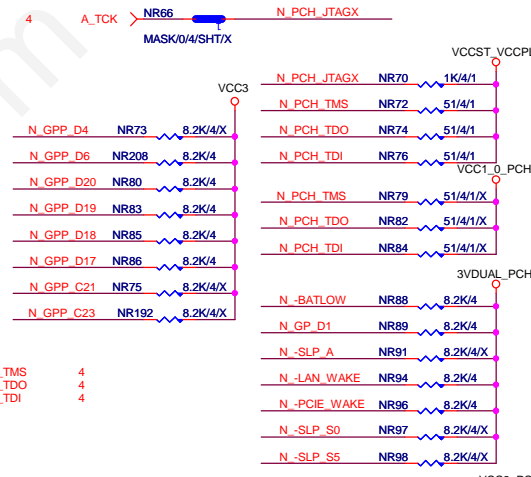 4 A_TCK NR66 N_PCH_JTAGX
MASK/0/4/SHT/X
VCC3
N_GPP_D4 NR73 8.2K/4/X
N_GPP_D6 NR208 8.2K/4
N_GPP_D20 NR80 8.2K/4
N_GPP_D19 NR83 8.2K/4
N_GPP_D18 NR85 8.2K/4
N_GPP_D17 NR86 8.2K/4
N_GPP_C21 NR75 8.2K/4/X
N_GPP_C23 NR192 8.2K/4/X
_TMS 4
_TDO 4
_TDI 4
VCCST_VCCPL
N_PCH_JTAGX NR70 1K/4/1
N_PCH_TMS NR72 51/4/1
N_PCH_TDO NR74 51/4/1
N_PCH_TDI NR76 51/4/1
VCC1_0_PCH
N_PCH_TMS NR79 51/4/1/X
N_PCH_TDO NR82 51/4/1/X
N_PCH_TDI NR84 51/4/1/X
3VDUAL_PCH
N_-BATLOW NR88 8.2K/4
N_GP_D1 NR89 8.2K/4
N_-SLP_A NR91 8.2K/4/X
N_-LAN_WAKE NR94 8.2K/4
N_-PCIE_WAKE NR96 8.2K/4
N_-SLP_S0 NR97 8.2K/4/X
N_-SLP_S5 NR98 8.2K/4/X